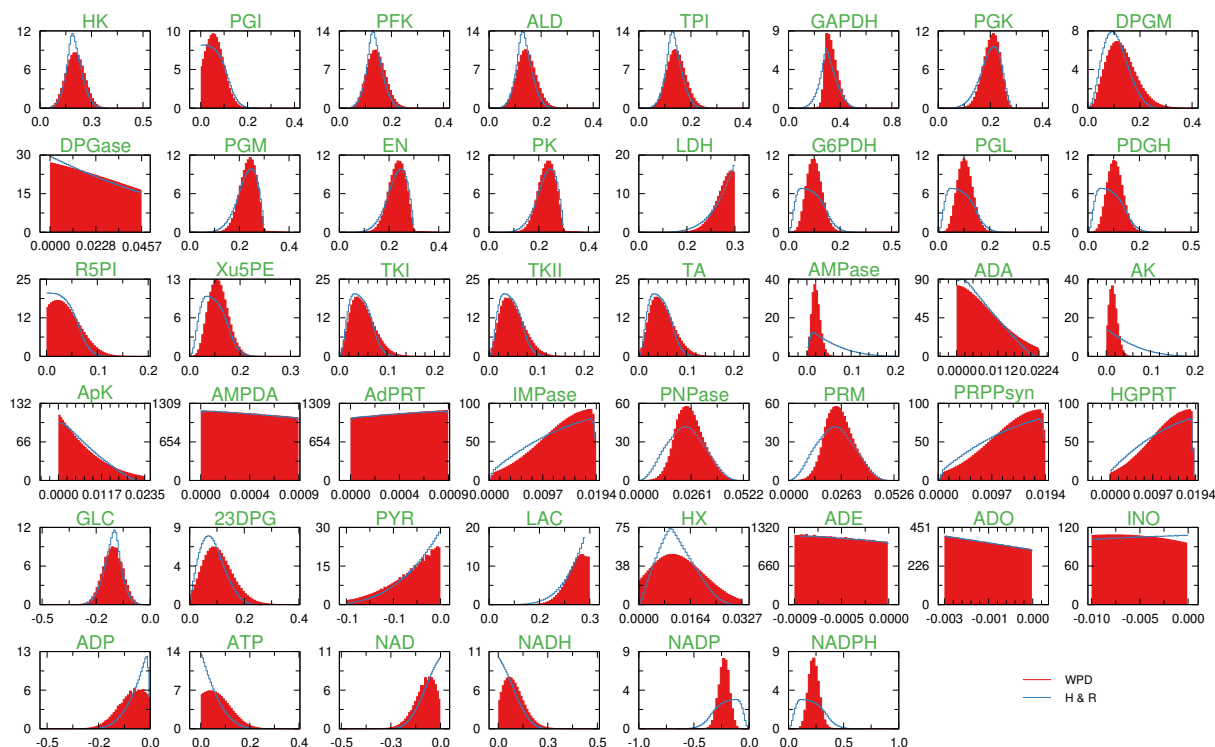 HK PGI PFK ALD TPI GAPDH PGK DPGM
12 10 14 14 14 9 12 8
6 5 7 7 7 4 6 4
0 0 0 0 0 0 0 0
0.0 0.3 0.5 0.0 0.2 0.4 0.0 0.2 0.4 0.0 0.2 0.4 0.0 0.2 0.4 0.0 0.3 0.6 0.0 0.2 0.4 0.0 0.2 0.4
DPGase PGM EN PK LDH G6PDH PGL PDGH
30 12 12 12 20 12 12 12
15 6 6 6 10 6 6 6
0 0 0 0 0 0 0 0
0.0000 0.0228 0.0457 0.0 0.2 0.4 0.0 0.2 0.4 0.0 0.2 0.4 0.0 0.2 0.3 0.0 0.2 0.5 0.0 0.2 0.5 0.0 0.2 0.5
R5PI Xu5PE TKI TKII TA AMPase ADA AK
25 13 25 25 25 40 90 40
12 6 12 12 12 20 45 20
0 0 0 0 0 0 0 0
0.0 0.1 0.2 0.0 0.2 0.3 0.0 0.1 0.2 0.0 0.1 0.2 0.0 0.1 0.2 0.0 0.1 0.2 0.0000 0.0112 0.0224 0.0 0.1 0.2
ApK AMPDA AdPRT IMPase PNPase PRM PRPPsyn HGPRT
132 1309 1309 100 60 60 100 100
66 654 654 50 30 30 50 50
0 0 0 0 0 0 0 0
0.0000 0.0117 0.0235 0.0000 0.0004 0.0009 0.0000 0.0004 0.0009 0.0000 0.0097 0.0194 0.0000 0.0261 0.0522 0.0000 0.0263 0.0526 0.0000 0.0097 0.0194 0.0000 0.0097 0.0194
GLC 23DPG PYR LAC HX ADE ADO INO
12 9 30 20 75 1320 451 120
6 4 15 10 38 660 226 60
0 0 0 0 0 0 0 0
-0.5 -0.2 0.0 0.0 0.2 0.4 -0.1 -0.1 0.0 0.0 0.2 0.3 0.0000 0.0164 0.0327 -0.0009 -0.0005 0.0000 -0.003 -0.001 0.000 -0.010 -0.005 0.000
ADP ATP NAD NADH NADP NADPH
13 14 10 10 9 9
6 7 5 5 4 4
0 0 0 0 0 0
-0.5 -0.2 0.0 0.0 0.2 0.4 -0.5 -0.3 0.0 0.0 0.3 0.5 -1.0 -0.5 0.0 0.0 0.5 1.0
WPD
H & R